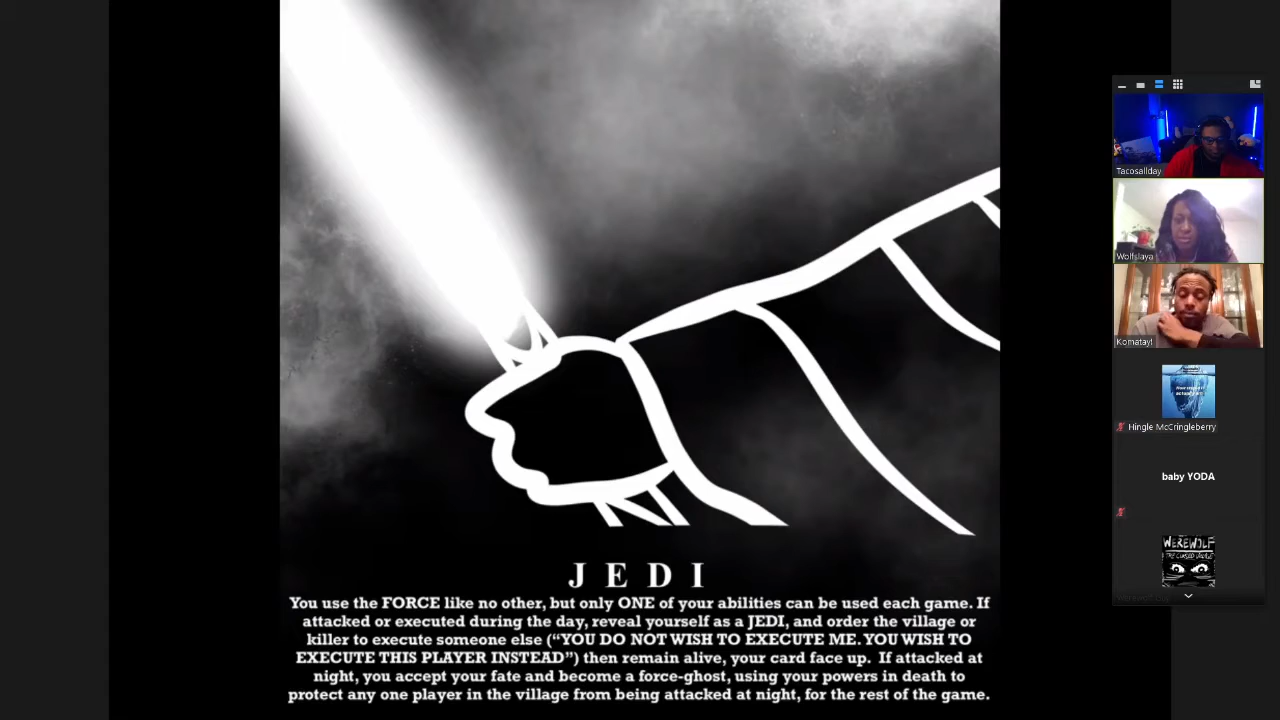 JEDI
You use the FORCE like no other, but only ONE of your abilities can be used each game. If
attacked or executed during the day, reveal yourself as a JEDI, and order the village or
killer to execute someone else (“YOU DO NOT WISH TO EXECUTE ME. YOU WISH TO
EXECUTE THIS PLAYER INSTEAD”) then remain alive, your card face up. If attacked at
night, you accept your fate and become a force-ghost, using your powers in death to
protect any one player in the village from being attacked at night, for the rest of the game.
Tacosallday
Wolfslaya
Komatayl
Hingle McCringleberry
baby YODA
WEREWOLF